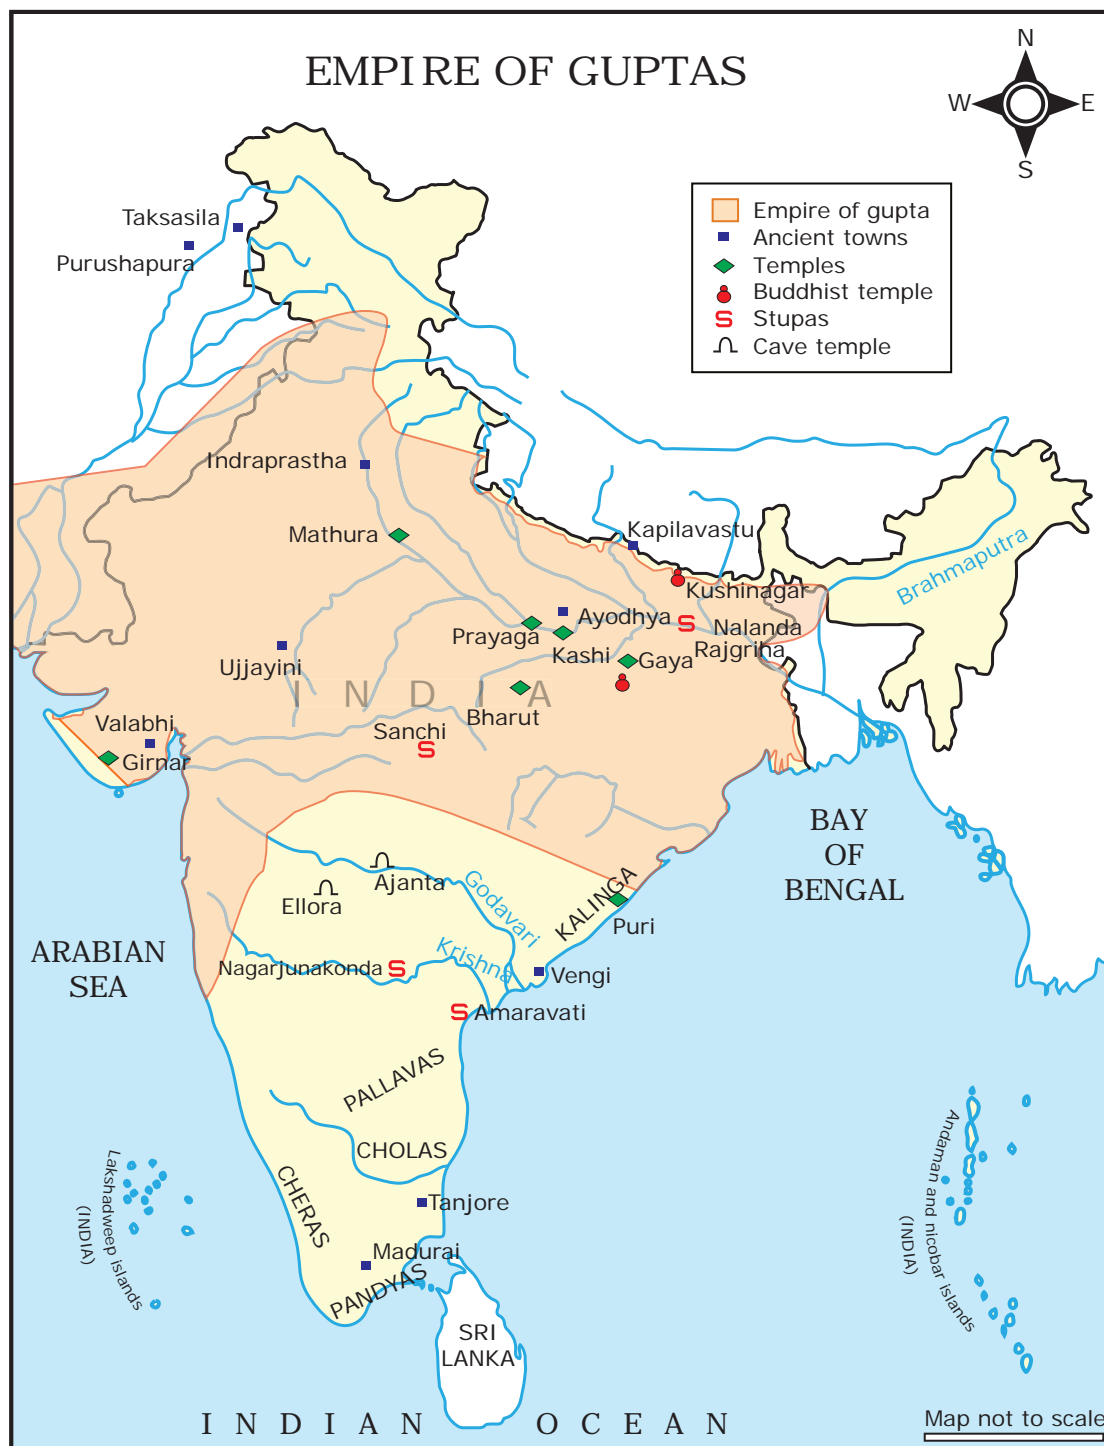 EMPIRE OF GUPTAS
N
W
E
S
Empire of gupta
Ancient towns
Temples
Buddhist temple
Stupas
Cave temple
Taksasila
Purushapura
Indraprastha
Mathura
Kapilavastu
Brahmaputra
Kushinagar
Ayodhya
Nalanda
Prayaga
Rajgriha
Kashi
Gaya
Ujjayini
INDIA
Bharut
Valabhi
Sanchi
Girnar
BAY
OF
BENGAL
Ajanta
Ellora
Godavari
KALINGA
Puri
ARABIAN
SEA
Krishna
Nagarjunakonda
Vengi
Amaravati
PALLAVAS
CHOLAS
CHERAS
Tanjore
Madurai
PANDYAS
Lakshadweep islands
(INDIA)
Andaman and nicobar islands
(INDIA)
SRI
LANKA
INDIAN OCEAN
Map not to scale